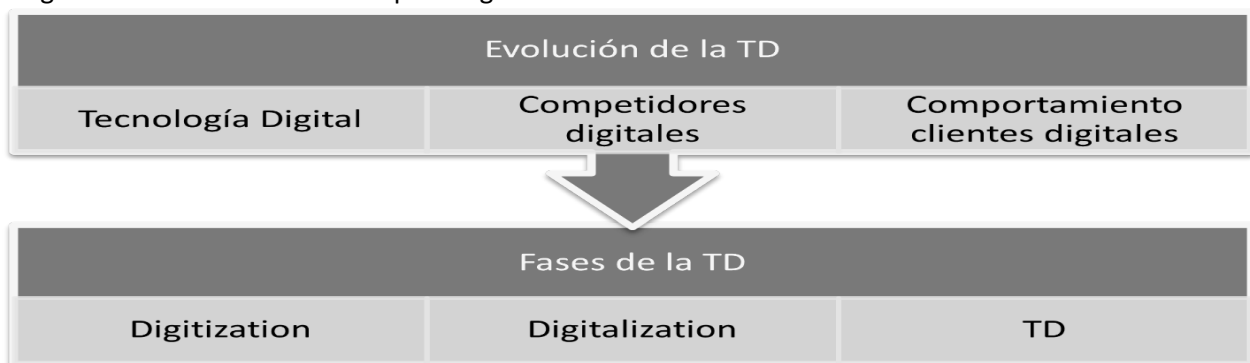 Evolución de la TD
Tecnología Digital
Competidores
digitales
Comportamiento
clientes digitales
Fases de la TD
Digitization
Digitalization
TD